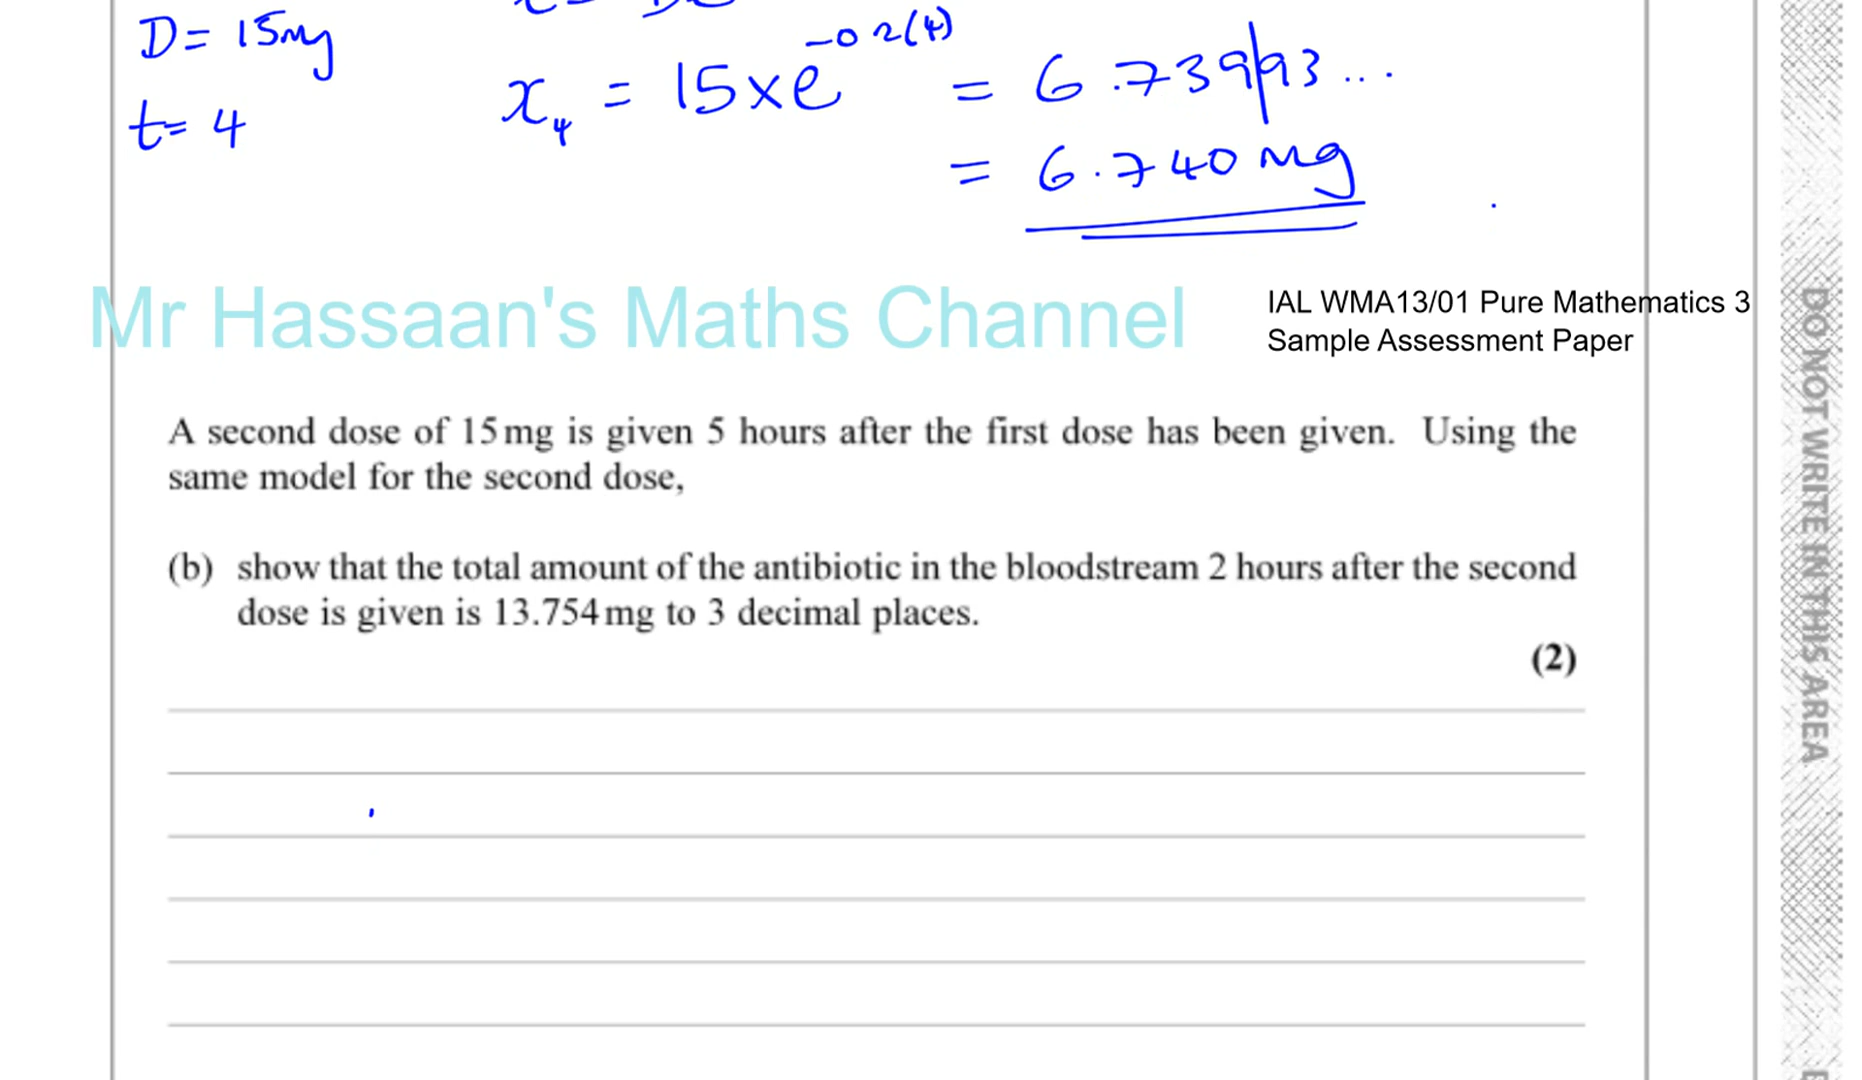 D = 15mg
x₄ = 15 × e^-0.2(4) = 6.739993...
t = 4
= 6.740 mg
Mr Hassaan's Maths Channel
IAL WMA13/01 Pure Mathematics 3
Sample Assessment Paper
A second dose of 15 mg is given 5 hours after the first dose has been given. Using the
same model for the second dose,
(b) show that the total amount of the antibiotic in the bloodstream 2 hours after the second
dose is given is 13.754 mg to 3 decimal places.
(2)
DO NOT WRITE IN THIS AREA